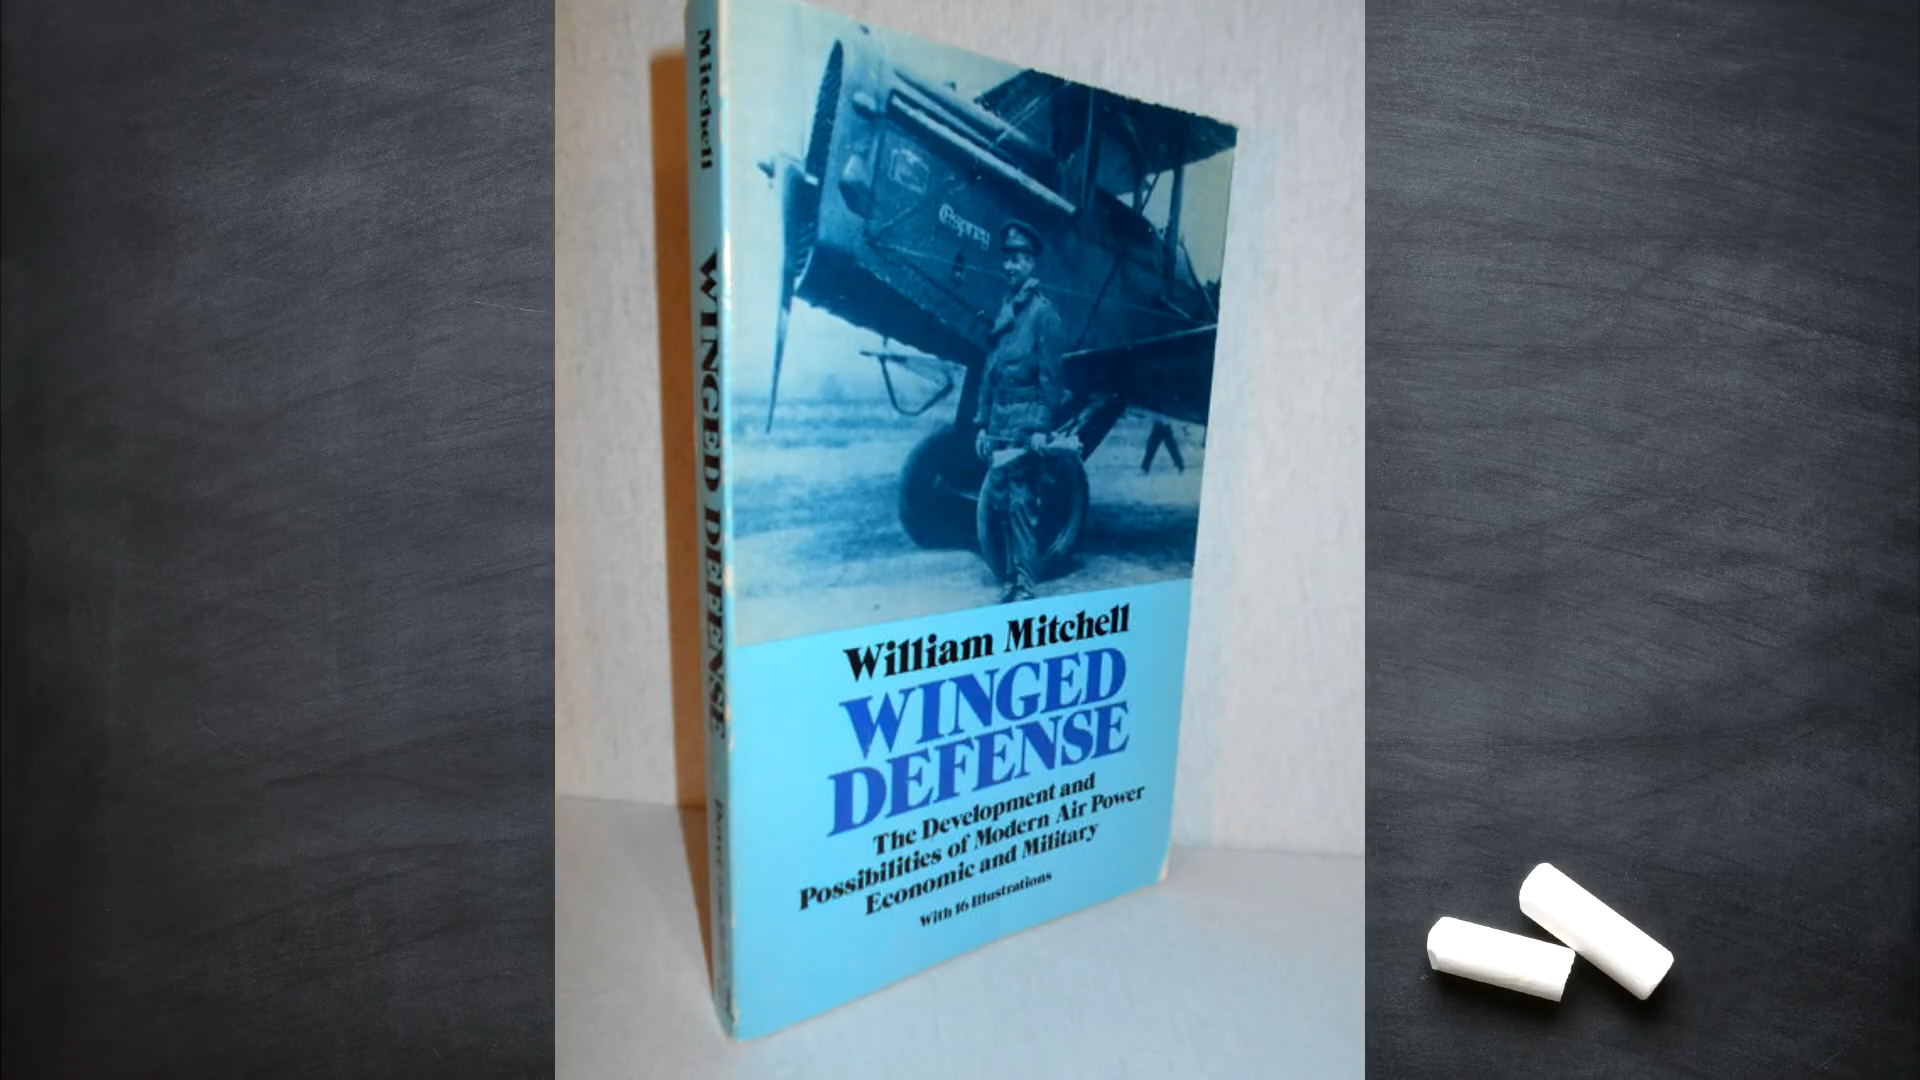 Mitchell
WINGED DEFENSE
Dover
Osprey
William Mitchell
WINGED
DEFENSE
The Development and
Possibilities of Modern Air Power
Economic and Military
With 16 Illustrations